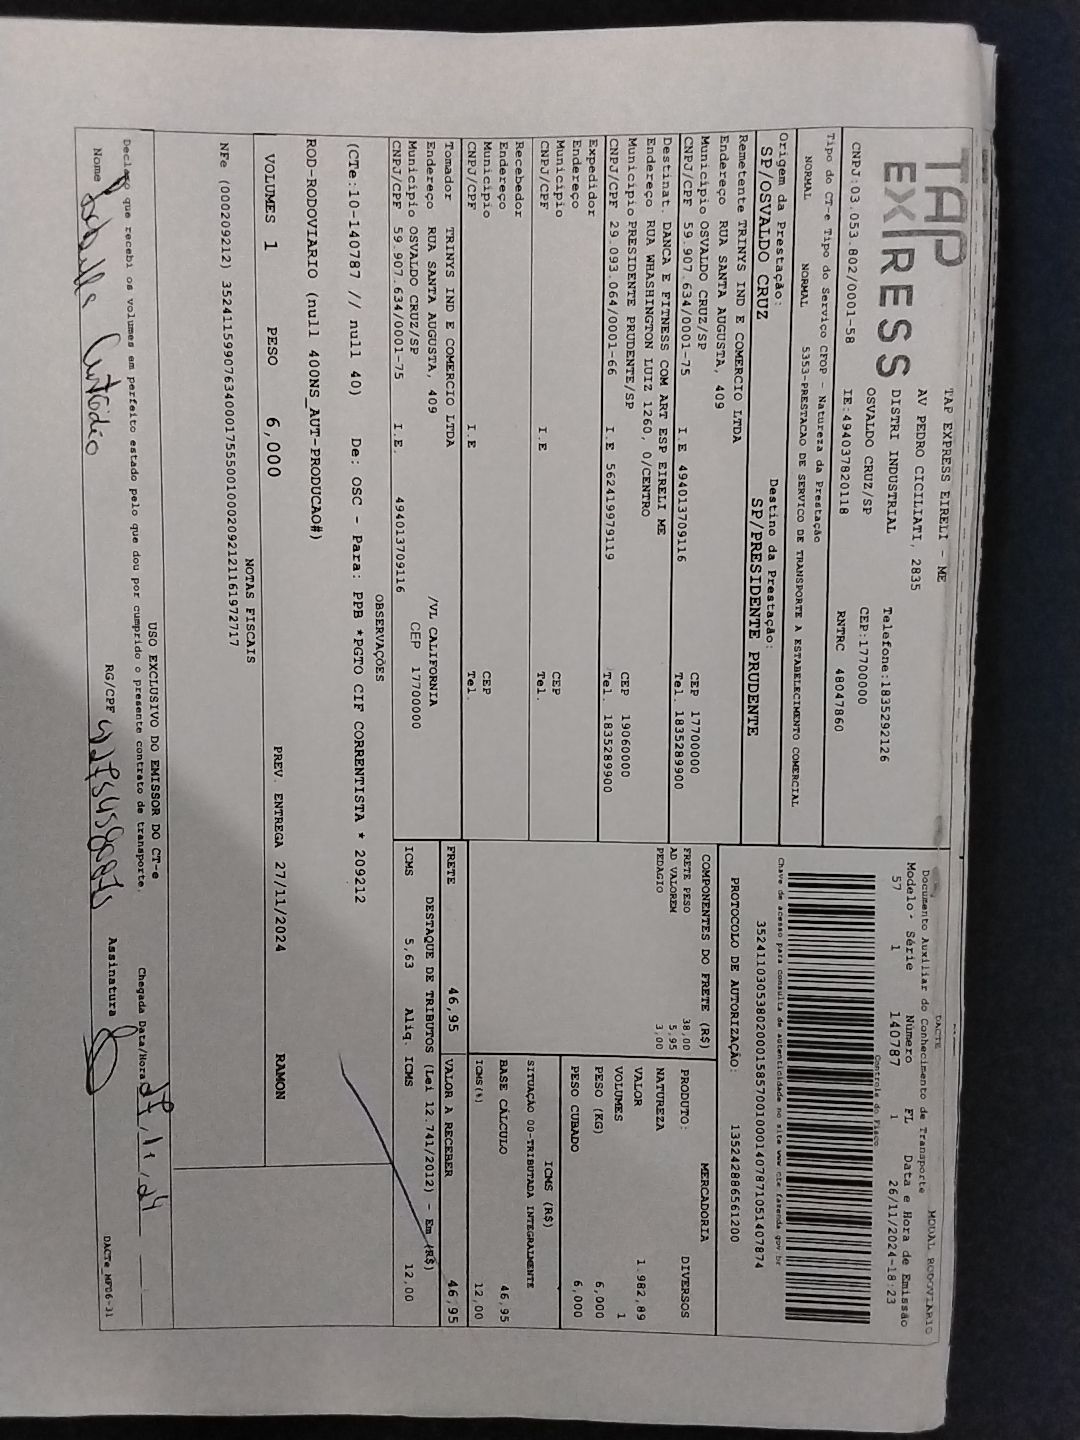 TAP
EXPRESS
TAP EXPRESS EIRELI - ME
AV PEDRO CICILIATI, 2835
DISTRI INDUSTRIAL
OSVALDO CRUZ/SP
Telefone:1835292126
CEP:17700000
CNPJ:03.053.802/0001-58 IE:494037820118 RNTRC 48047860
DACTE MODAL RODOVIARIO
Documento Auxiliar do Conhecimento de Transporte
Modelo Série Número FL Data e Hora de Emissão
57 1 140787 1 26/11/2024-18:23
Controle do Fisco
Tipo do CT-e Tipo do Serviço CFOP - Natureza da Prestação
NORMAL NORMAL 5353-PRESTACAO DE SERVICO DE TRANSPORTE A ESTABELECIMENTO COMERCIAL
Chave de acesso para consulta de autenticidade no site www.cte.fazenda.gov.br
35241103053802000158570010001407871051407874
PROTOCOLO DE AUTORIZAÇÃO: 135242886561200
Origem da Prestação: Destino da Prestação:
SP/OSVALDO CRUZ SP/PRESIDENTE PRUDENTE
Remetente TRINYS IND E COMERCIO LTDA
Endereço RUA SANTA AUGUSTA, 409
Município OSVALDO CRUZ/SP CEP 17700000
CNPJ/CPF 59.907.634/0001-75 I.E 494013709116 Tel. 1835289900
Destinat. DANCA E FITNESS COM ART ESP EIRELI ME
Endereço RUA WHASHINGTON LUIZ 1260, 0/CENTRO
Município PRESIDENTE PRUDENTE/SP CEP 19060000
CNPJ/CPF 29.093.064/0001-66 I.E 562419979119 Tel. 1835289900
Expedidor
Endereço
Município CEP
CNPJ/CPF I.E Tel.
Recebedor
Endereço
Município CEP
CNPJ/CPF I.E Tel.
Tomador TRINYS IND E COMERCIO LTDA
Endereço RUA SANTA AUGUSTA, 409 /VL CALIFORNIA
Município OSVALDO CRUZ/SP CEP 17700000
CNPJ/CPF 59.907.634/0001-75 I.E. 494013709116
COMPONENTES DO FRETE (R$)
FRETE PESO 38,00
AD VALOREM 5,95
PEDAGIO 3,00
MERCADORIA
PRODUTO: DIVERSOS
NATUREZA
VALOR 1.982,89
VOLUMES 1
PESO (KG) 6,000
PESO CUBADO 6,000
ICMS (R$)
SITUAÇÃO 00-TRIBUTADA INTEGRALMENTE
BASE CÁLCULO 46,95
ICMS(%) 12,00
FRETE 46,95 VALOR A RECEBER 46,95
DESTAQUE DE TRIBUTOS (Lei 12.741/2012) - Em (R$)
ICMS 5,63 Aliq. ICMS 12,00
OBSERVAÇÕES
(CTe:10-140787 // null 40) De: OSC - Para: PPB *PGTO CIF CORRENTISTA * 209212
ROD-RODOVIARIO (null 400NS_AUT-PRODUCAO#)
VOLUMES 1 PESO 6,000 PREV. ENTREGA 27/11/2024 RAMON
NOTAS FISCAIS
NFe (000209212) 35241159907634000175550010002092121161972717
USO EXCLUSIVO DO EMISSOR DO CT-e
Declaro que recebi os volumes em perfeito estado pelo que dou por cumprido o presente contrato de transporte. Chegada Data/Hora 27/11/24
Nome Custódio RG/CPF Assinatura
DACTe_MF06-31